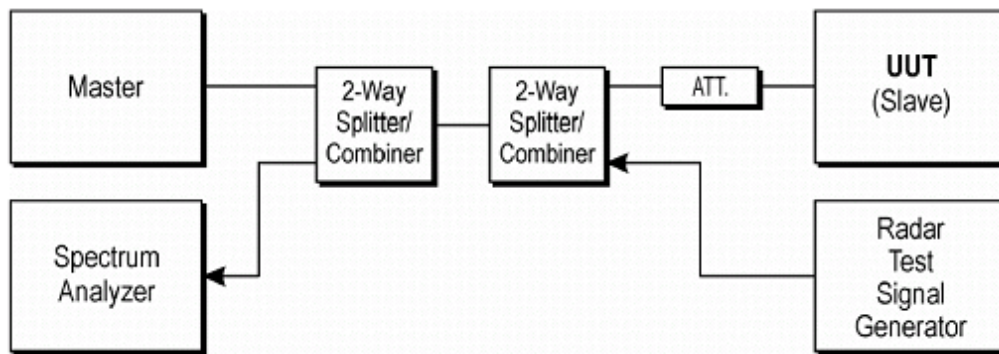 Master
2-Way
Splitter/
Combiner
2-Way
Splitter/
Combiner
ATT.
UUT
(Slave)
Spectrum
Analyzer
Radar
Test
Signal
Generator